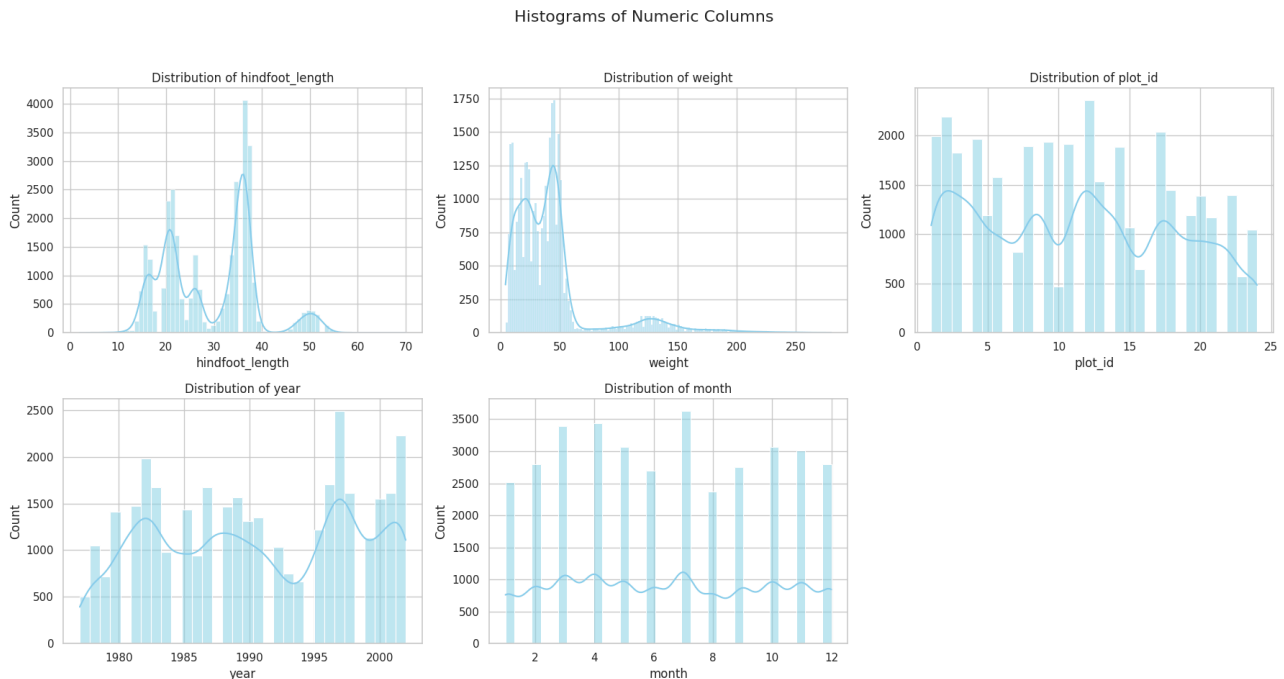 Histograms of Numeric Columns
Distribution of hindfoot_length
4000
3500
3000
2500
2000
1500
1000
500
0
Count
0 10 20 30 40 50 60 70
hindfoot_length
Distribution of weight
1750
1500
1250
1000
750
500
250
0
Count
0 50 100 150 200 250
weight
Distribution of plot_id
2000
1500
1000
500
0
Count
0 5 10 15 20 25
plot_id
Distribution of year
2500
2000
1500
1000
500
0
Count
1980 1985 1990 1995 2000
year
Distribution of month
3500
3000
2500
2000
1500
1000
500
0
Count
2 4 6 8 10 12
month